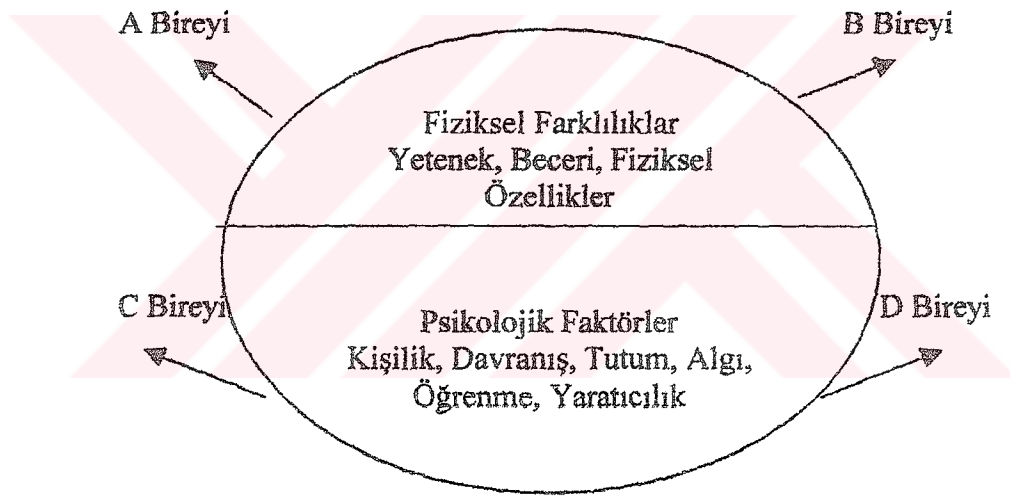 A Bireyi
B Bireyi
Fiziksel Farklılıklar
Yetenek, Beceri, Fiziksel
Özellikler
C Bireyi
D Bireyi
Psikolojik Faktörler
Kişilik, Davranış, Tutum, Algı,
Öğrenme, Yaratıcılık